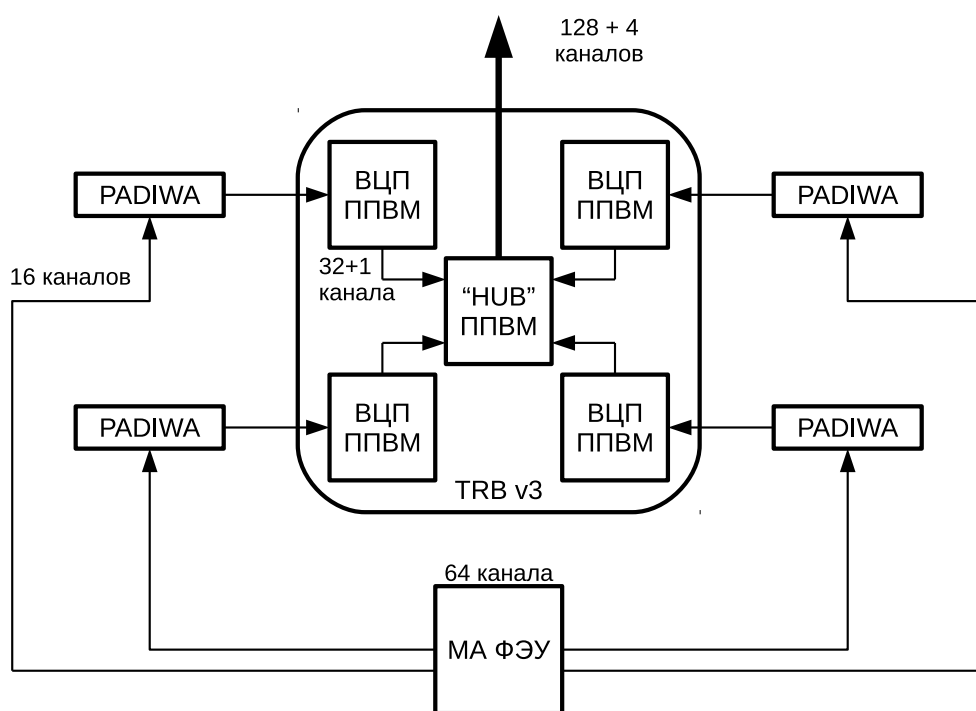 128 + 4
каналов
ВЦП
ППВМ
ВЦП
ППВМ
PADIWA
PADIWA
16 каналов
32+1
канала
“HUB”
ППВМ
ВЦП
ППВМ
ВЦП
ППВМ
PADIWA
PADIWA
TRB v3
64 канала
МА ФЭУ